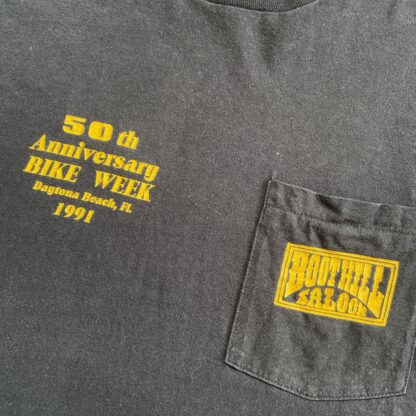 50th
Anniversary
BIKE WEEK
Daytona Beach, Fl.
1991
BOOTHILL
SALOON